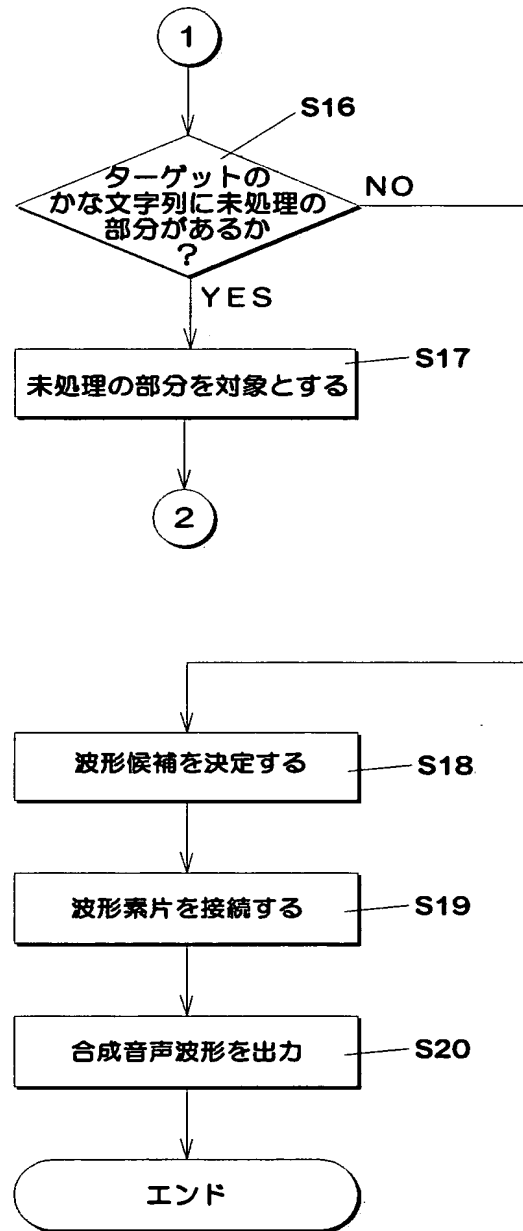 1
S16
ターゲットの
かな文字列に未処理の
部分があるか
?
NO
YES
S17
未処理の部分を対象とする
2
波形候補を決定する
S18
波形素片を接続する
S19
合成音声波形を出力
S20
エンド